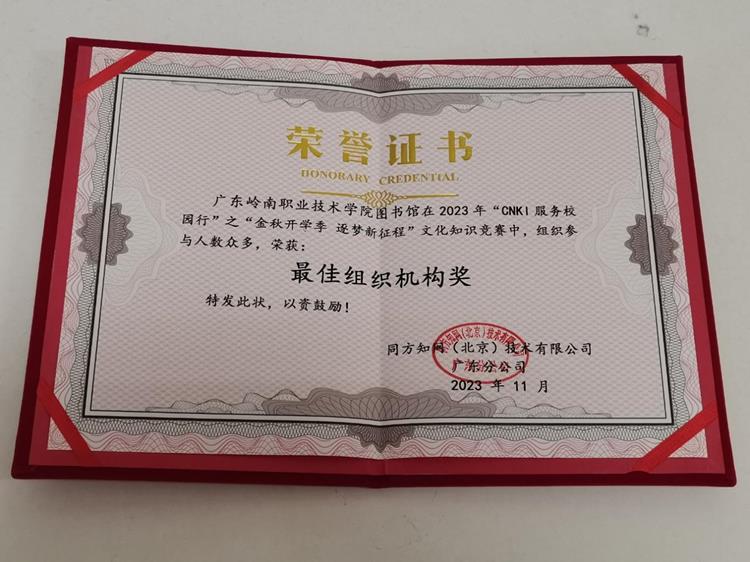 荣誉证书
HONORARY CREDENTIAL
广东岭南职业技术学院图书馆在2023年“CNKI服务校
园行”之“金秋开学季 逐梦新征程”文化知识竞赛中，组织参
与人数众多，荣获：
最佳组织机构奖
特发此状，以资鼓励！
同方知网（北京）技术有限公司
广东分公司
2023 年 11 月